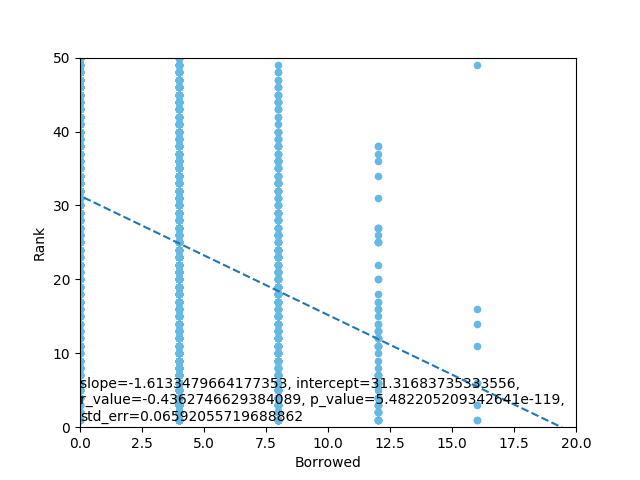 50
40
30
20
10
0
Rank
slope=-1.6133479664177353, intercept=31.31683735333556,
r_value=-0.4362746629384089, p_value=5.482205209342641e-119,
std_err=0.06592055719688862
0.0 2.5 5.0 7.5 10.0 12.5 15.0 17.5 20.0
Borrowed